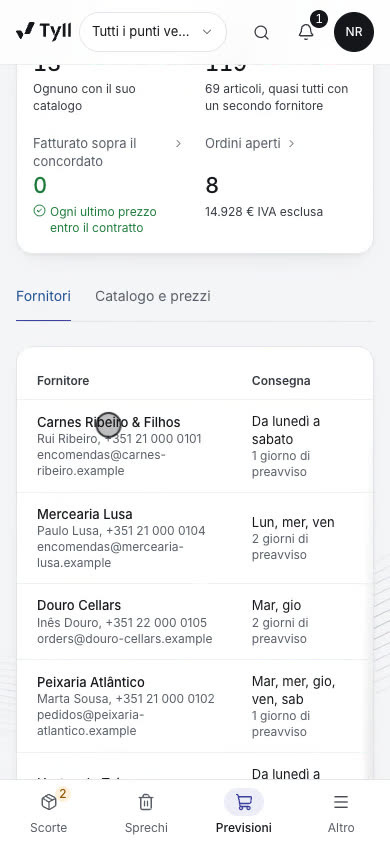 Tyll
Tutti i punti ve...
1
NR
Ognuno con il suo
catalogo
69 articoli, quasi tutti con
un secondo fornitore
Fatturato sopra il
concordato
Ordini aperti
0
8
Ogni ultimo prezzo
entro il contratto
14.928 € IVA esclusa
Fornitori
Catalogo e prezzi
Fornitore
Consegna
Carnes Ribeiro & Filhos
Rui Ribeiro, +351 21 000 0101
encomendas@carnes-
ribeiro.example
Da lunedì a
sabato
1 giorno di
preavviso
Mercearia Lusa
Paulo Lusa, +351 21 000 0104
encomendas@mercearia-
lusa.example
Lun, mer, ven
2 giorni di
preavviso
Douro Cellars
Inês Douro, +351 22 000 0105
orders@douro-cellars.example
Mar, gio
2 giorni di
preavviso
Peixaria Atlântico
Marta Sousa, +351 21 000 0102
pedidos@peixaria-
atlantico.example
Mar, mer, gio,
ven, sab
1 giorno di
preavviso
Da lunedì a
2
Scorte
Sprechi
Previsioni
Altro